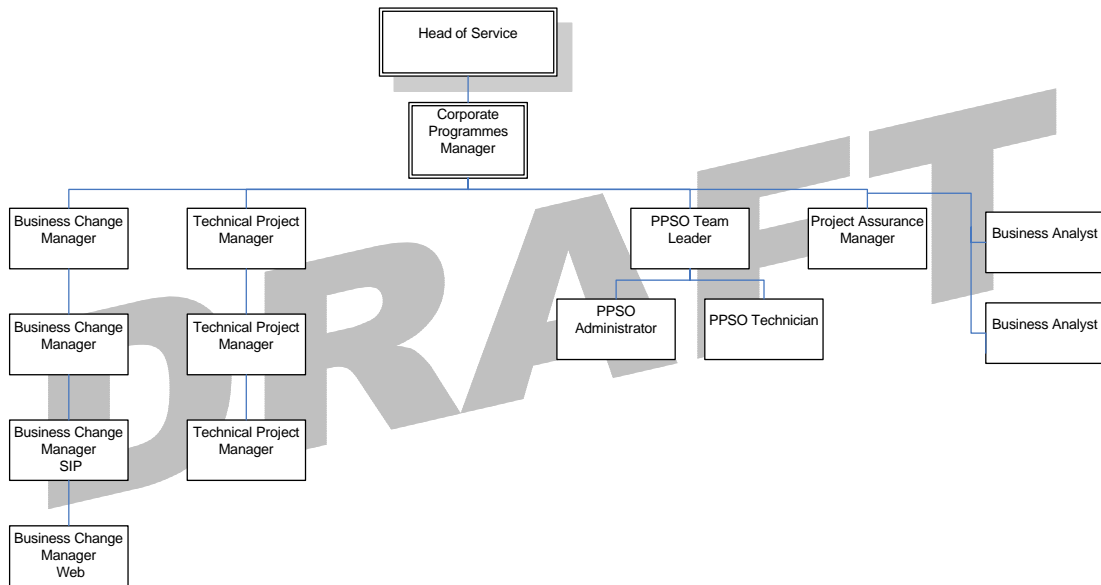 Head of Service
Corporate
Programmes
Manager
Business Change
Manager
Technical Project
Manager
PPSO Team
Leader
Project Assurance
Manager
Business Analyst
Business Change
Manager
Technical Project
Manager
PPSO
Administrator
PPSO Technician
Business Analyst
Business Change
Manager
SIP
Technical Project
Manager
Business Change
Manager
Web
DRAFT